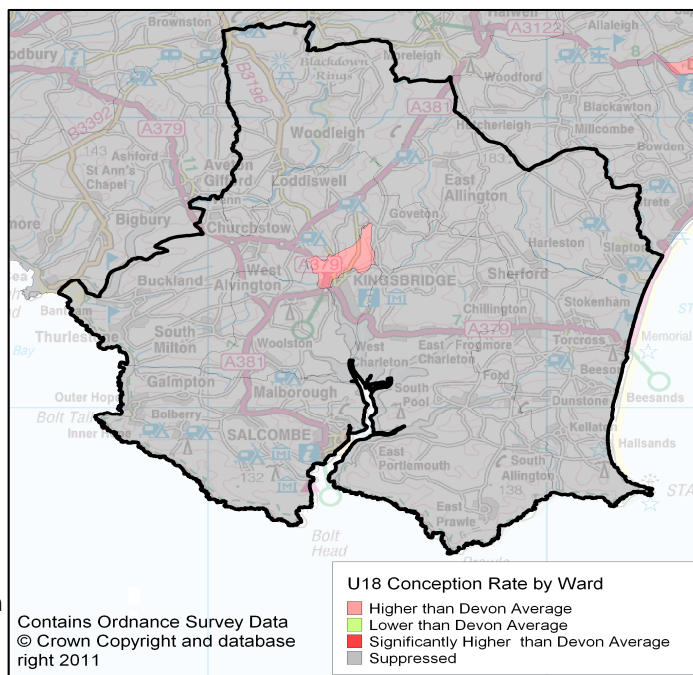 Brownston
Allaleigh
A3122
Moreleigh
Blackdown
Rings
Woodford
B3196
A381
Blackawton
Millcombe
B3392
A379
Woodleigh
Bowden
143
Ashford
St Ann's
Chapel
Aveton
Gifford
Loddiswell
183
East
Allington
Goveton
Bigbury
Churchstow
Harleston
Slapton
A379
Buckland
West
Alvington
KINGSBRIDGE
Sherford
Stokenham
Chillington
Thurlestone
South
Milton
Woolston
West
Charleton
East
Charleton
Frogmore
7
A379
Torcross
Memorial
Beeson
A381
Ford
Galmpton
Malborough
South
Pool
Dunstone
Beesands
Outer Hope
Bolberry
Bolt Tail
Inner Hope
SALCOMBE
Kellaton
Hallsands
132
East
Portlemouth
South
Allington
138
East
Prawle
Bolt
Head
U18 Conception Rate by Ward
Higher than Devon Average
Lower than Devon Average
Significantly Higher than Devon Average
Suppressed
Contains Ordnance Survey Data
© Crown Copyright and database
right 2011